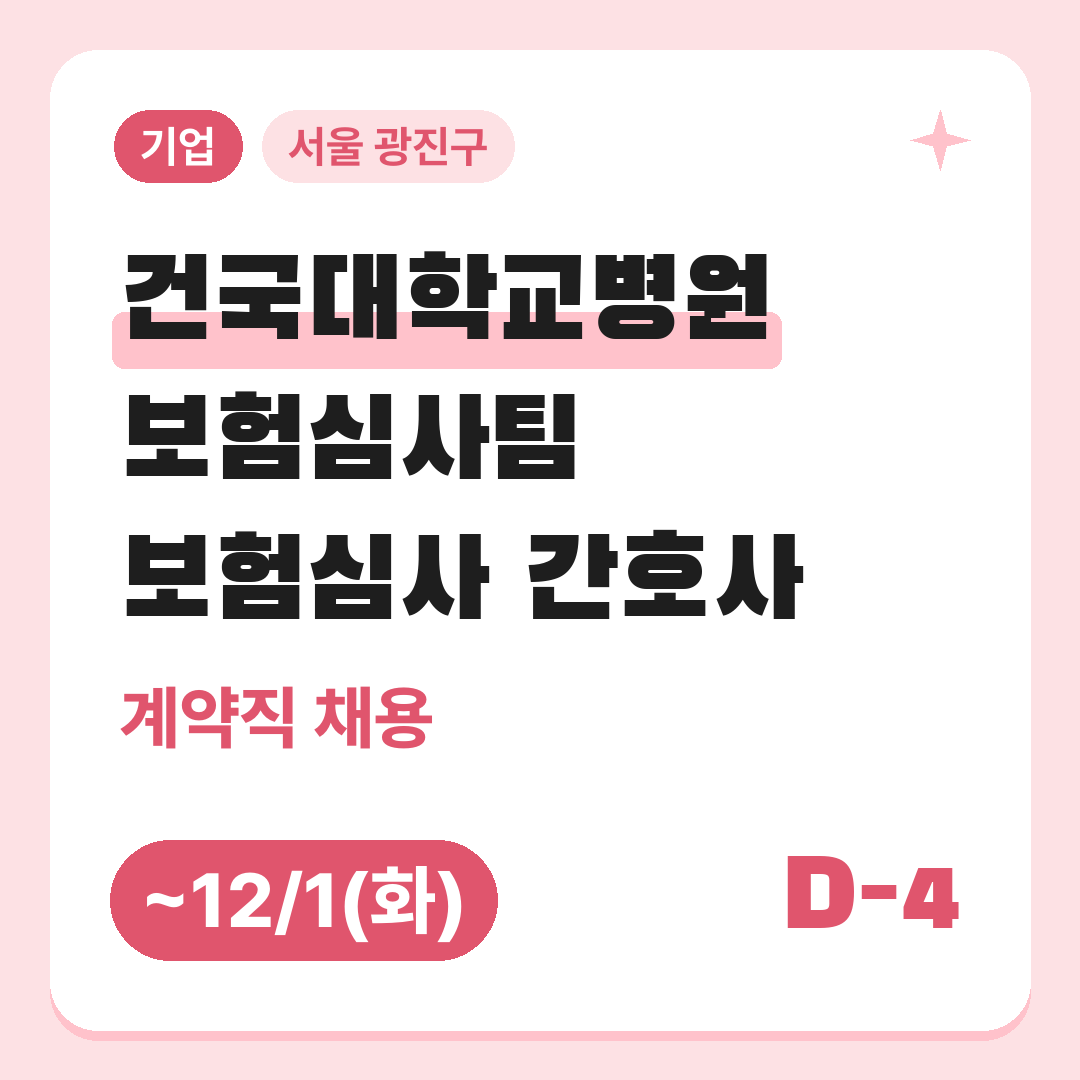 기업 서울 광진구
건국대학교병원
보험심사팀
보험심사 간호사
계약직 채용
~12/1(화) D-4